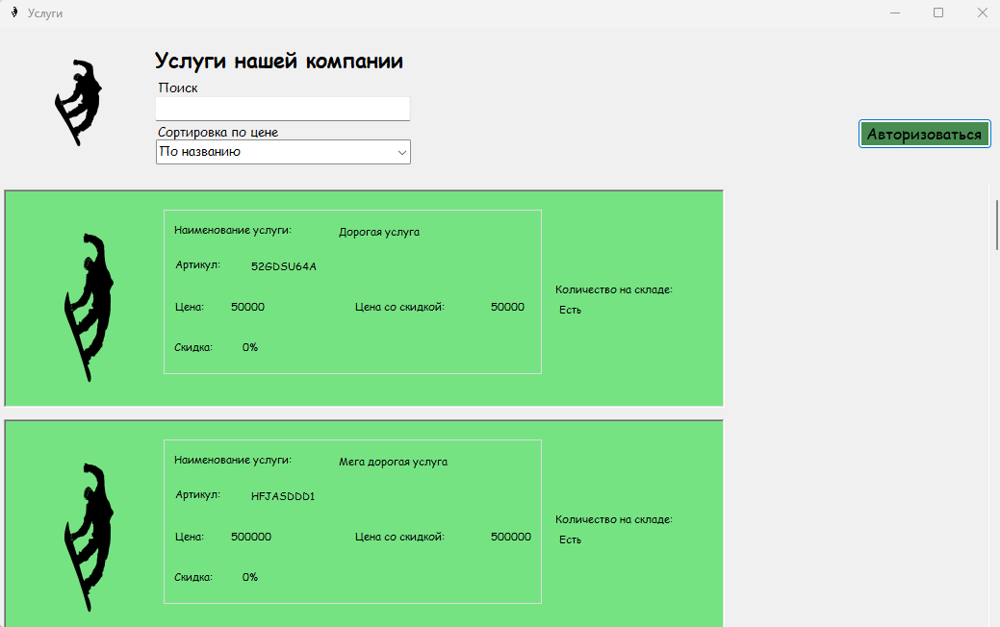 Услуги
Услуги нашей компании
Поиск
Сортировка по цене
По названию
Авторизоваться
Наименование услуги: Дорогая услуга
Артикул: 52GDSU64A
Цена: 50000 Цена со скидкой: 50000
Скидка: 0%
Количество на складе:
Есть
Наименование услуги: Мега дорогая услуга
Артикул: HFJASDDD1
Цена: 500000 Цена со скидкой: 500000
Скидка: 0%
Количество на складе:
Есть